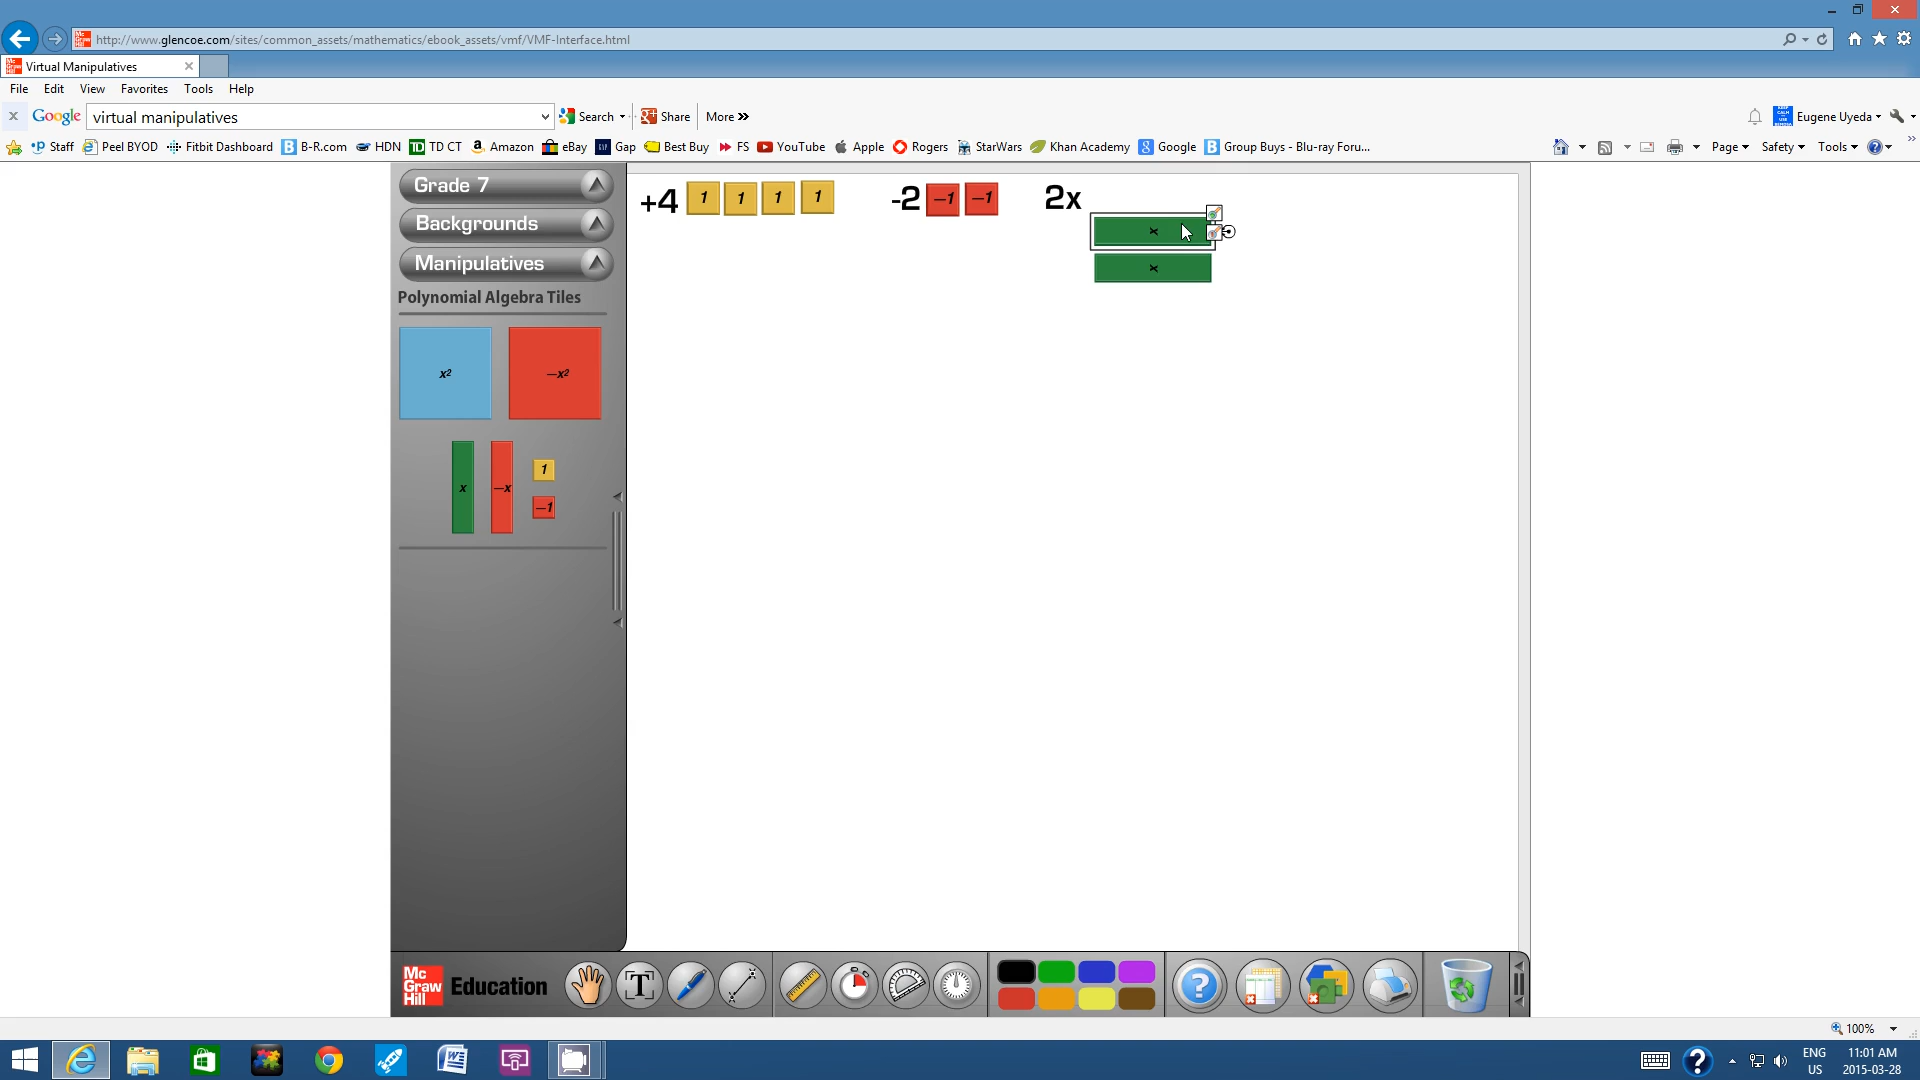 http://www.glencoe.com/sites/common_assets/mathematics/ebook_assets/vmf/VMF-Interface.html
Virtual Manipulatives
File Edit View Favorites Tools Help
x Google virtual manipulatives Search Share More » Eugene Uyeda
Staff Peel BYOD Fitbit Dashboard B-R.com HDN TD CT Amazon eBay Gap Best Buy FS YouTube Apple Rogers StarWars Khan Academy Google Group Buys - Blu-ray Foru... Page Safety Tools
Grade 7
Backgrounds
Manipulatives
Polynomial Algebra Tiles
x² −x²
x −x 1
−1
+4 1 1 1 1 -2 −1 −1 2x
x
x
Mc Graw Hill Education T
100%
ENG US
11:01 AM
2015-03-28